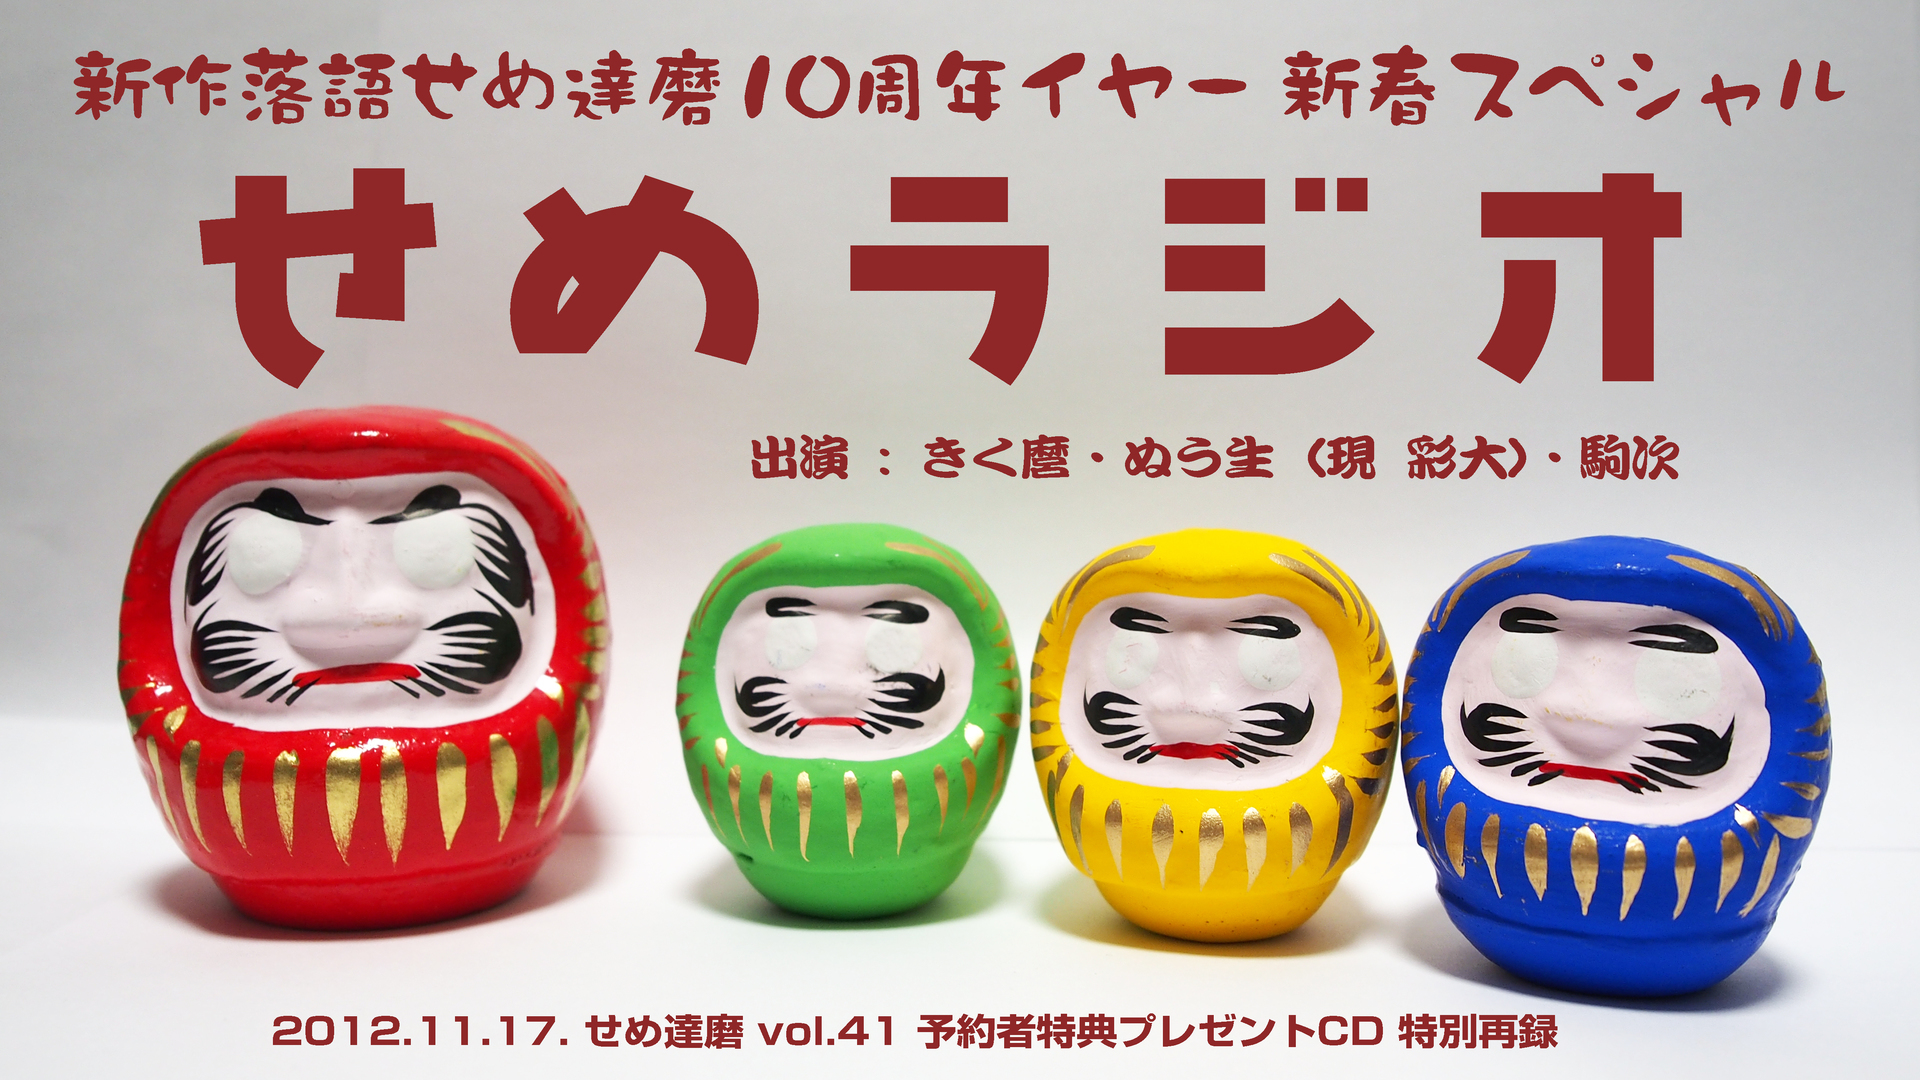 新作落語せめ達磨10周年イヤー 新春スペシャル
せめラジオ
出演：きく麿・ぬう生（現 彩大）・駒次
2012.11.17. せめ達磨 vol.41 予約者特典プレゼントCD 特別再録